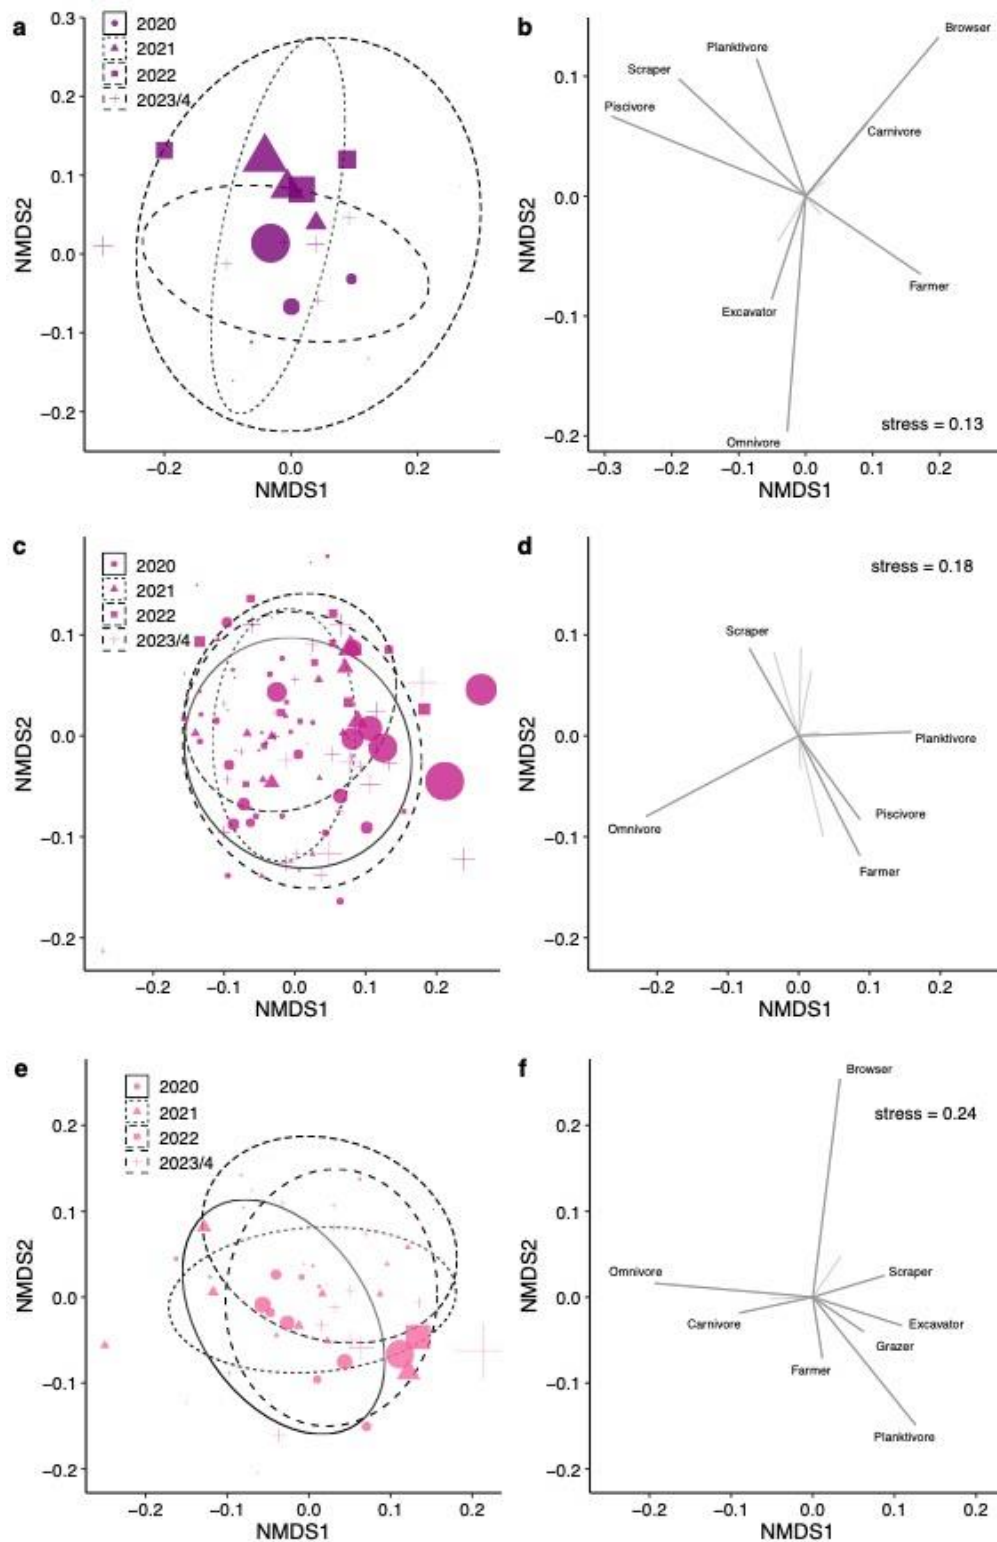 a
2020
2021
2022
2023/4
0.3
0.2
0.1
0.0
−0.1
−0.2
NMDS2
−0.2
0.0
0.2
NMDS1
b
Browser
Planktivore
Scraper
Piscivore
Carnivore
Farmer
Excavator
Omnivore
stress = 0.13
0.1
0.0
−0.1
−0.2
NMDS2
−0.3
−0.2
−0.1
0.0
0.1
0.2
NMDS1
c
2020
2021
2022
2023/4
0.1
0.0
−0.1
−0.2
NMDS2
−0.2
−0.1
0.0
0.1
0.2
NMDS1
d
stress = 0.18
Scraper
Planktivore
Piscivore
Omnivore
Farmer
0.1
0.0
−0.1
−0.2
NMDS2
−0.2
−0.1
0.0
0.1
0.2
NMDS1
e
2020
2021
2022
2023/4
0.2
0.1
0.0
−0.1
−0.2
NMDS2
−0.2
−0.1
0.0
0.1
0.2
NMDS1
f
Browser
stress = 0.24
Omnivore
Scraper
Carnivore
Excavator
Grazer
Farmer
Planktivore
0.2
0.1
0.0
−0.1
−0.2
NMDS2
−0.2
−0.1
0.0
0.1
0.2
NMDS1